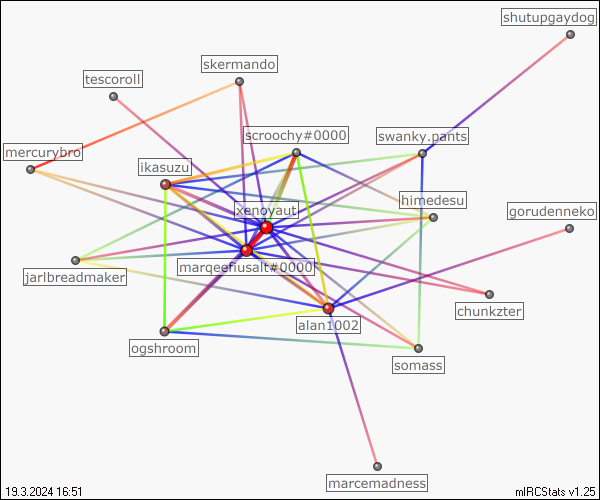 shutupgaydog
skermando
tescoroll
scroochy#0000
swanky.pants
mercurybro
ikasuzu
himedesu
xenoyaut
gorudenneko
marqeefiusalt#0000
jarlbreadmaker
chunkzter
alan1002
ogshroom
somass
marcemadness
19.3.2024 16:51
mIRCStats v1.25